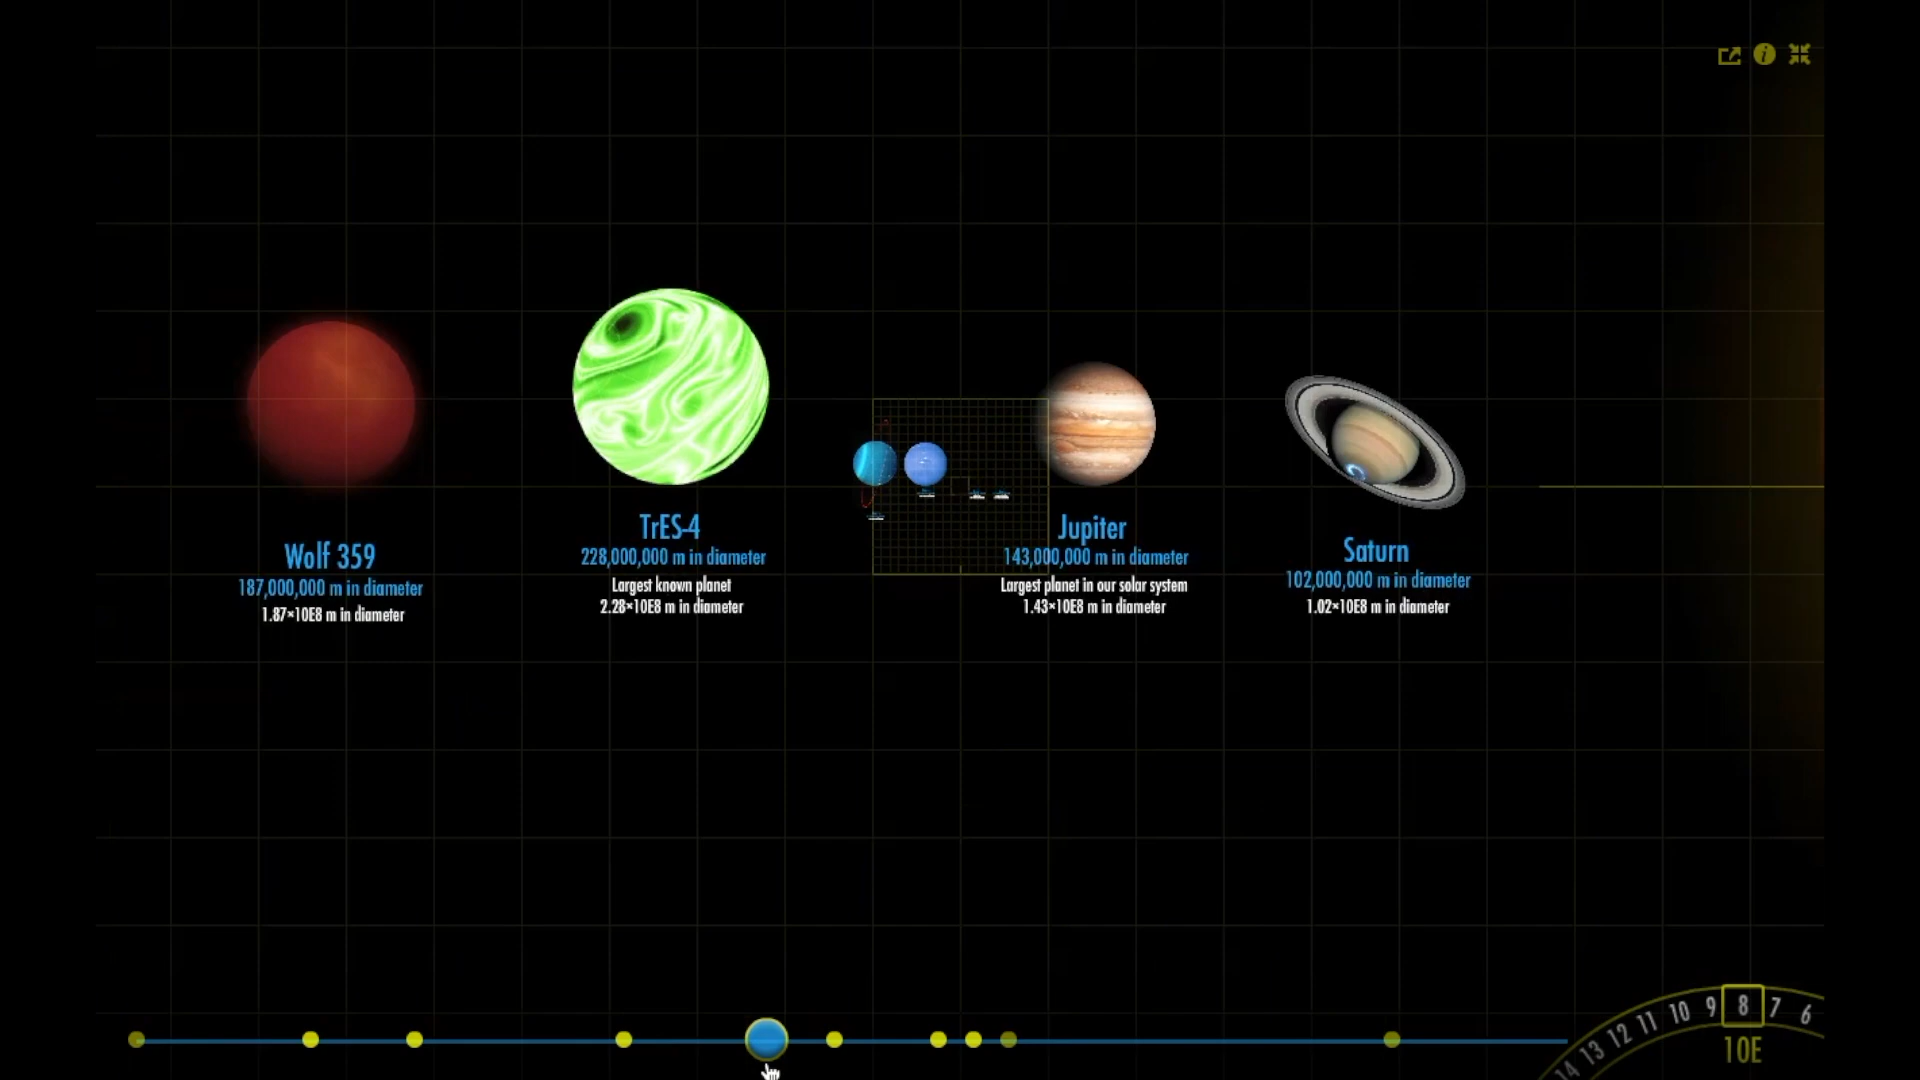 Wolf 359
187,000,000 m in diameter
1.87×10E8 m in diameter
TrES-4
228,000,000 m in diameter
Largest known planet
2.28×10E8 m in diameter
Jupiter
143,000,000 m in diameter
Largest planet in our solar system
1.43×10E8 m in diameter
Saturn
102,000,000 m in diameter
1.02×10E8 m in diameter
14 13 12 11 10 9 8 7 6
10E